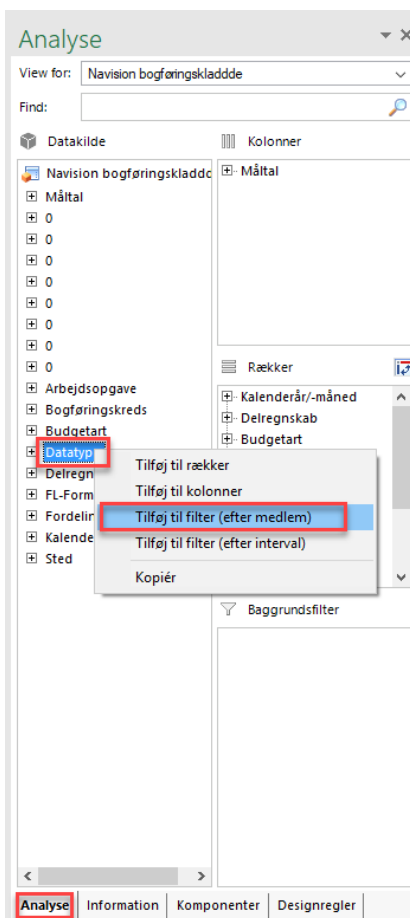 Analyse
View for: Navision bogføringskladdde
Find:
Datakilde
Kolonner
Navision bogføringskladdd
Måltal
Måltal
0
0
0
0
0
0
0
0
Rækker
Arbejdsopgave
Kalenderår/-måned
Bogføringskreds
Delregnskab
Budgetart
Budgetart
Datatyp
Delregn
FL-Form
Fordelin
Kalende
Sted
Tilføj til rækker
Tilføj til kolonner
Tilføj til filter (efter medlem)
Tilføj til filter (efter interval)
Kopiér
Baggrundsfilter
Analyse Information Komponenter Designregler